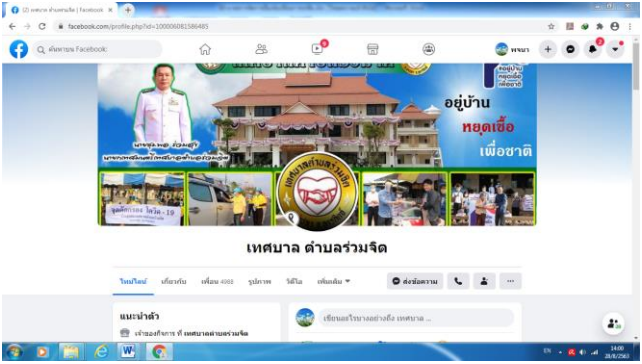 facebook.com/profile.php?id=100006081586485
ค้นหาบน Facebook
พจนา
อยู่บ้าน
หยุดเชื้อ
เพื่อชาติ
เทศบาลตำบลร่วมจิต
เทศบาล ตำบลร่วมจิต
ไทม์ไลน์ เกี่ยวกับ เพื่อน 4988 รูปภาพ วิดีโอ เพิ่มเติม
ส่งข้อความ
แนะนำตัว
เจ้าของกิจการ ที่ เทศบาลตำบลร่วมจิต
เขียนอะไรบางอย่างถึง เทศบาล ...
EN
14:00
28/8/2563